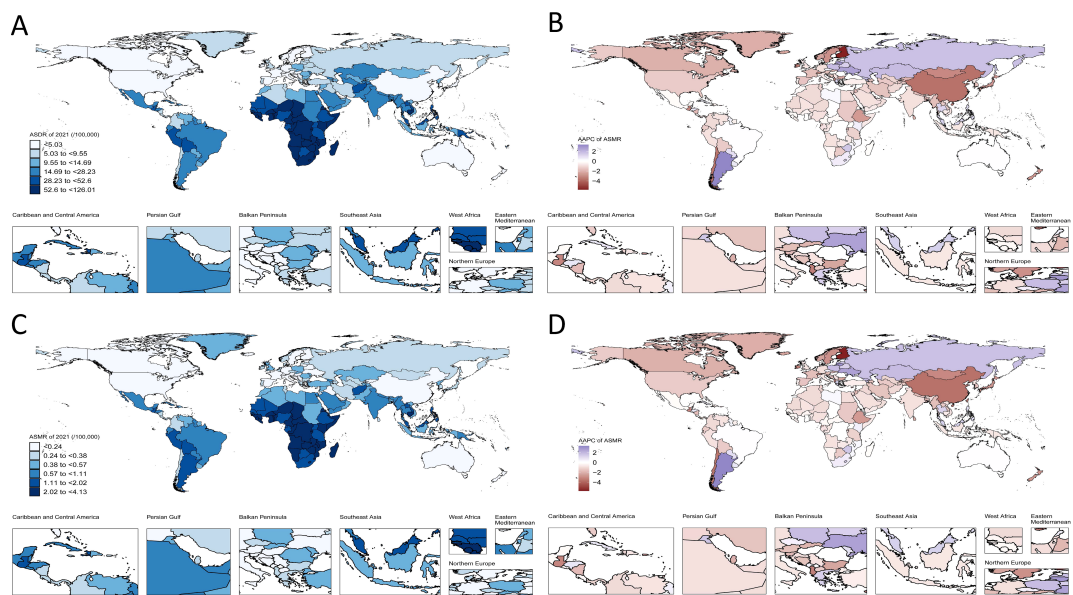 A
ASDR of 2021 (/100,000)
<5.03
5.03 to <9.55
9.55 to <14.69
14.69 to <28.23
28.23 to <52.6
52.6 to <126.01
Caribbean and Central America
Persian Gulf
Balkan Peninsula
Southeast Asia
West Africa
Eastern
Mediterranean
Northern Europe
B
AAPC of ASMR
2
0
−2
−4
Caribbean and Central America
Persian Gulf
Balkan Peninsula
Southeast Asia
West Africa
Eastern
Mediterranean
Northern Europe
C
ASMR of 2021 (/100,000)
<0.24
0.24 to <0.38
0.38 to <0.57
0.57 to <1.11
1.11 to <2.02
2.02 to <4.13
Caribbean and Central America
Persian Gulf
Balkan Peninsula
Southeast Asia
West Africa
Eastern
Mediterranean
Northern Europe
D
AAPC of ASMR
2
0
−2
−4
Caribbean and Central America
Persian Gulf
Balkan Peninsula
Southeast Asia
West Africa
Eastern
Mediterranean
Northern Europe